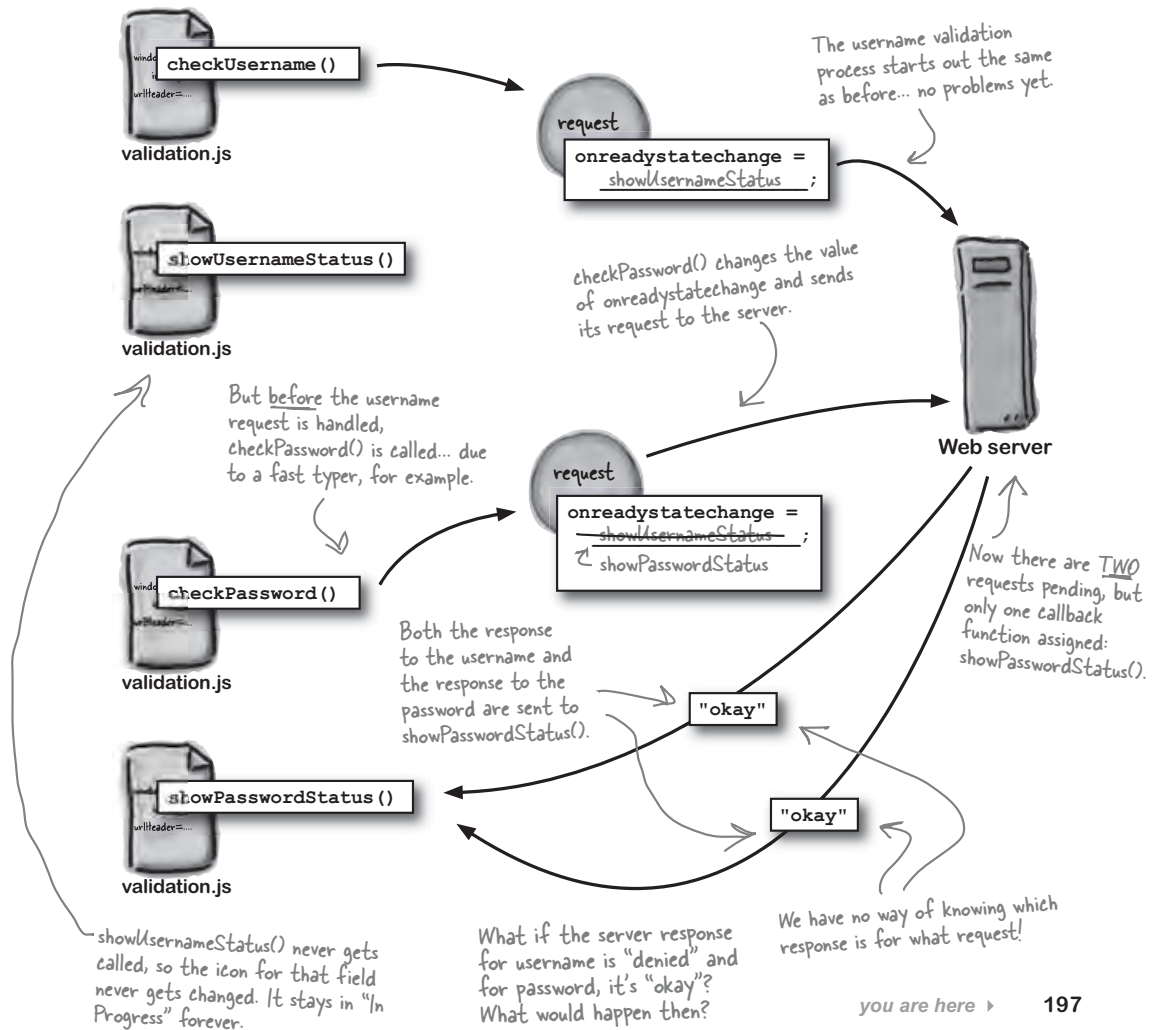 checkUsername()
validation.js
request
onreadystatechange =
showUsernameStatus ;
The username validation
process starts out the same
as before... no problems yet.
showUsernameStatus()
validation.js
checkPassword() changes the value
of onreadystatechange and sends
its request to the server.
Web server
But before the username
request is handled,
checkPassword() is called... due
to a fast typer, for example.
request
onreadystatechange =
showUsernameStatus ;
showPasswordStatus
checkPassword()
validation.js
Now there are TWO
requests pending, but
only one callback
function assigned:
showPasswordStatus().
Both the response
to the username and
the response to the
password are sent to
showPasswordStatus().
"okay"
showPasswordStatus()
urlHeader=....
validation.js
"okay"
showUsernameStatus() never gets
called, so the icon for that field
never gets changed. It stays in "In
Progress" forever.
What if the server response
for username is "denied" and
for password, it's "okay"?
What would happen then?
We have no way of knowing which
response is for what request!
you are here ▸ 197